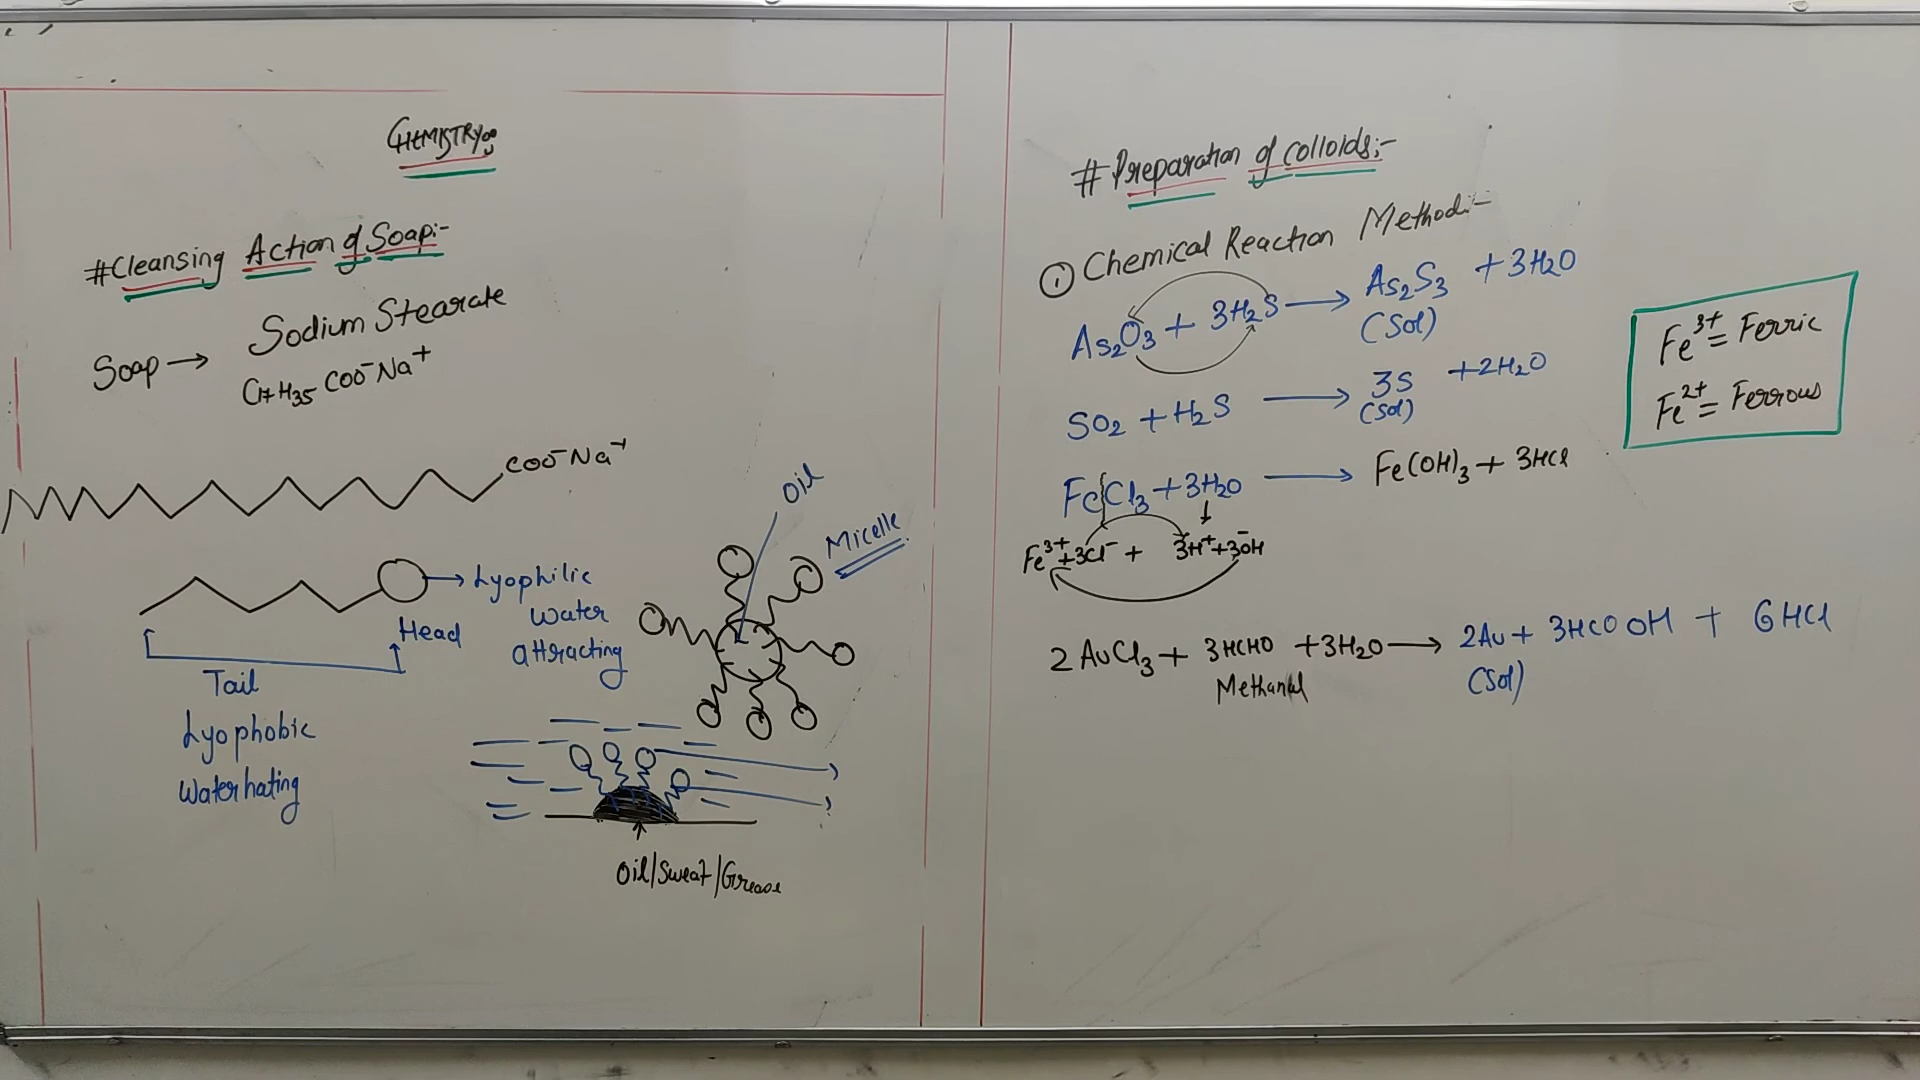 CHEMISTRY:
#Cleansing Action of Soap:-
Soap → Sodium Stearate
C17H35COO⁻Na⁺
COO⁻Na⁺
Lyophilic
Water
attracting
Head
Tail
Lyophobic
Water hating
Oil
Micelle
Oil/Sweat/Grease
# Preparation of Colloids:-
① Chemical Reaction Method:-
As₂O₃ + 3H₂S → As₂S₃ + 3H₂O
(Sol)
SO₂ + H₂S → 3S + 2H₂O
(Sol)
FeCl₃ + 3H₂O → Fe(OH)₃ + 3HCl
Fe³⁺+3Cl⁻ + 3H⁺+3OH⁻
2AuCl₃ + 3HCHO + 3H₂O → 2Au + 3HCOOH + 6HCl
Methanal
(Sol)
Fe³⁺= Ferric
Fe²⁺= Ferrous